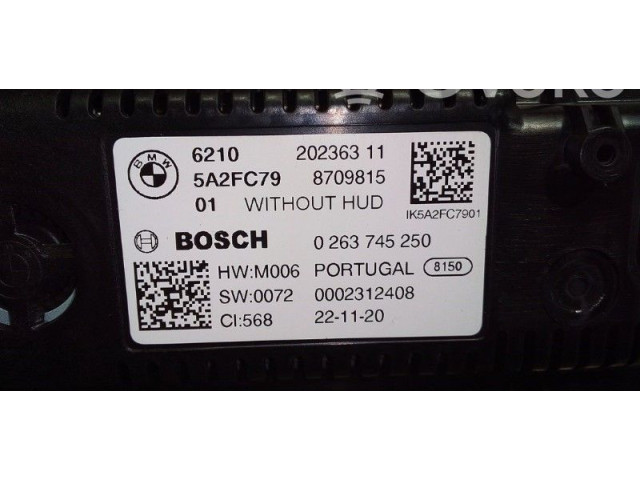 BMW 6210 202363 11
5A2FC79 8709815
01 WITHOUT HUD
IK5A2FC7901
BOSCH 0 263 745 250
HW:M006 PORTUGAL 8150
SW:0072 0002312408
CI:568 22-11-20